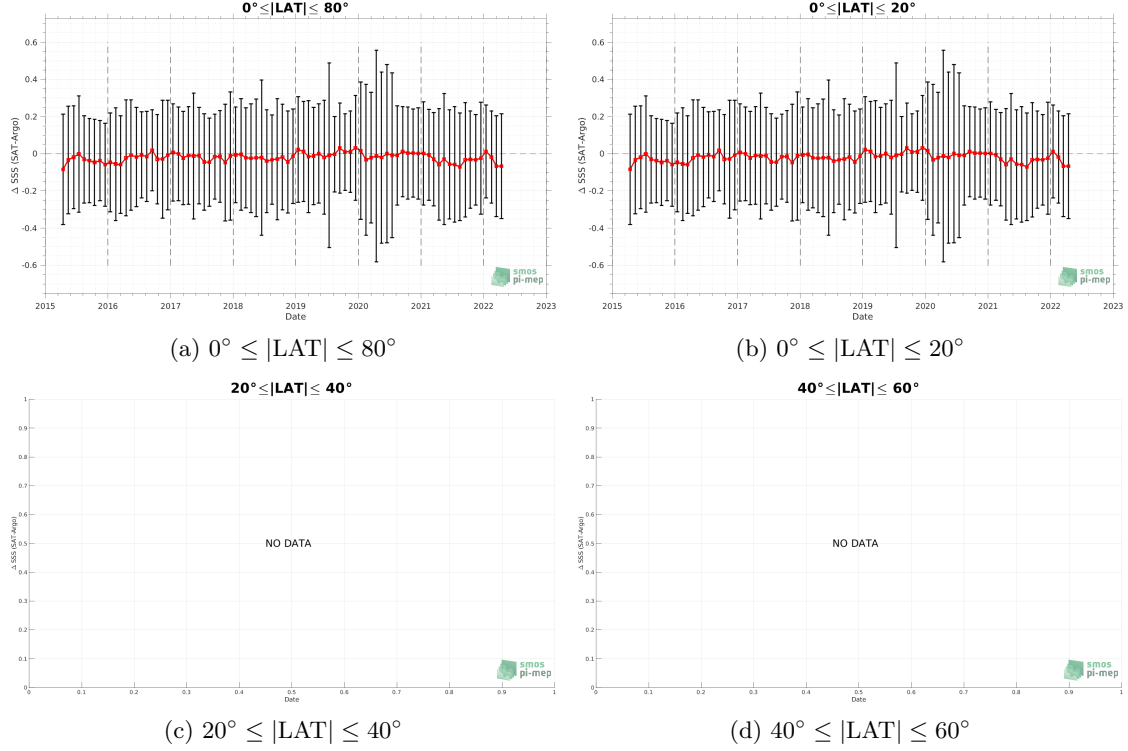 0°≤|LAT|≤ 80°
0.6
0.4
0.2
0
-0.2
-0.4
-0.6
Δ SSS (SAT-Argo)
smos
pi-mep
2015 2016 2017 2018 2019 2020 2021 2022 2023
Date
(a) 0° ≤ |LAT| ≤ 80°
0°≤|LAT|≤ 20°
0.6
0.4
0.2
0
-0.2
-0.4
-0.6
Δ SSS (SAT-Argo)
smos
pi-mep
2015 2016 2017 2018 2019 2020 2021 2022 2023
Date
(b) 0° ≤ |LAT| ≤ 20°
20°≤|LAT|≤ 40°
1
0.9
0.8
0.7
0.6
0.5
0.4
0.3
0.2
0.1
0
Δ SSS (SAT-Argo)
NO DATA
smos
pi-mep
0 0.1 0.2 0.3 0.4 0.5 0.6 0.7 0.8 0.9 1
Date
(c) 20° ≤ |LAT| ≤ 40°
40°≤|LAT|≤ 60°
1
0.9
0.8
0.7
0.6
0.5
0.4
0.3
0.2
0.1
0
Δ SSS (SAT-Argo)
NO DATA
smos
pi-mep
0 0.1 0.2 0.3 0.4 0.5 0.6 0.7 0.8 0.9 1
Date
(d) 40° ≤ |LAT| ≤ 60°